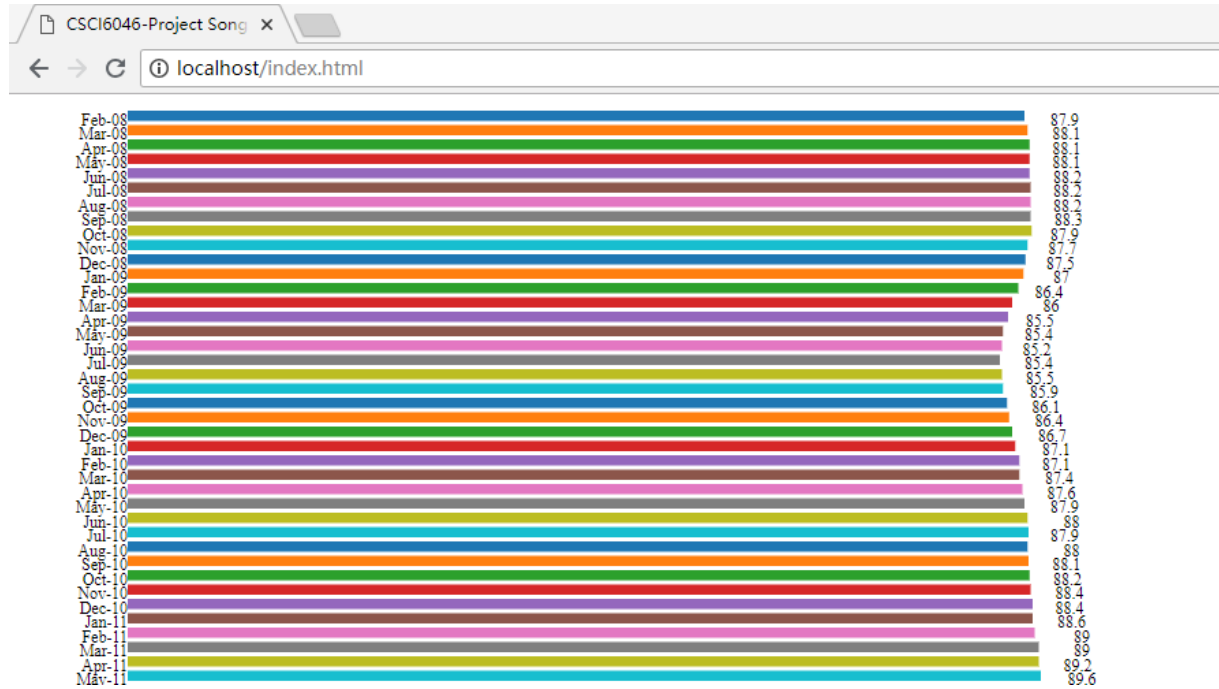 CSCI6046-Project Song
localhost/index.html
Feb-08 87.9
Mar-08 88.1
Apr-08 88.1
May-08 88.1
Jun-08 88.2
Jul-08 88.2
Aug-08 88.2
Sep-08 88.3
Oct-08 87.9
Nov-08 87.7
Dec-08 87.5
Jan-09 87
Feb-09 86.4
Mar-09 86
Apr-09 85.5
May-09 85.4
Jun-09 85.2
Jul-09 85.4
Aug-09 85.5
Sep-09 85.9
Oct-09 86.1
Nov-09 86.4
Dec-09 86.7
Jan-10 87.1
Feb-10 87.1
Mar-10 87.4
Apr-10 87.6
May-10 87.9
Jun-10 88
Jul-10 87.9
Aug-10 88
Sep-10 88.1
Oct-10 88.2
Nov-10 88.4
Dec-10 88.4
Jan-11 88.6
Feb-11 89
Mar-11 89
Apr-11 89.2
May-11 89.6